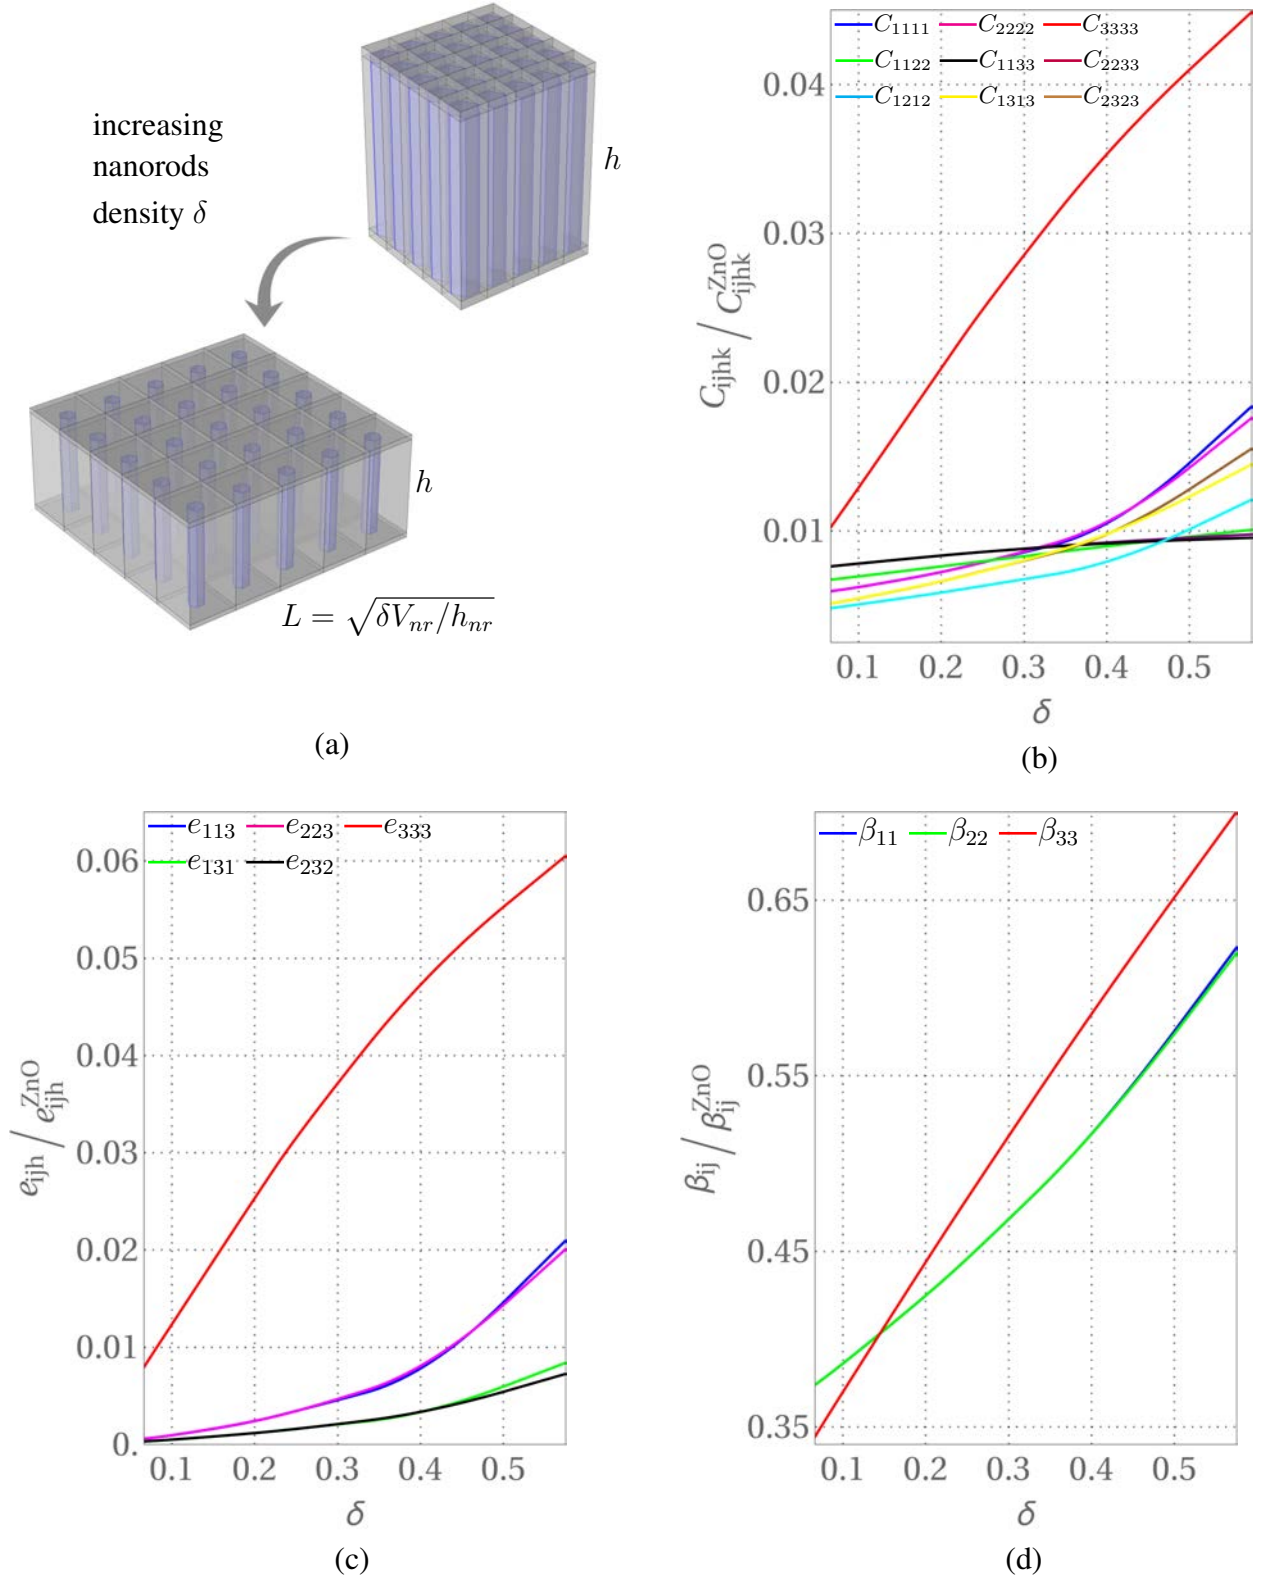 increasing
nanorods
density δ
h
h
L = √(δV_nr/h_nr)
(a)
C_1111 C_2222 C_3333
C_1122 C_1133 C_2233
C_1212 C_1313 C_2323
0.04
0.03
0.02
0.01
C_ijhk / C_ijhk^ZnO
0.1 0.2 0.3 0.4 0.5
δ
(b)
e_113 e_223 e_333
e_131 e_232
0.06
0.05
0.04
0.03
0.02
0.01
0.
e_ijh / e_ijh^ZnO
0.1 0.2 0.3 0.4 0.5
δ
(c)
β_11 β_22 β_33
0.65
0.55
0.45
0.35
β_ij / β_ij^ZnO
0.1 0.2 0.3 0.4 0.5
δ
(d)